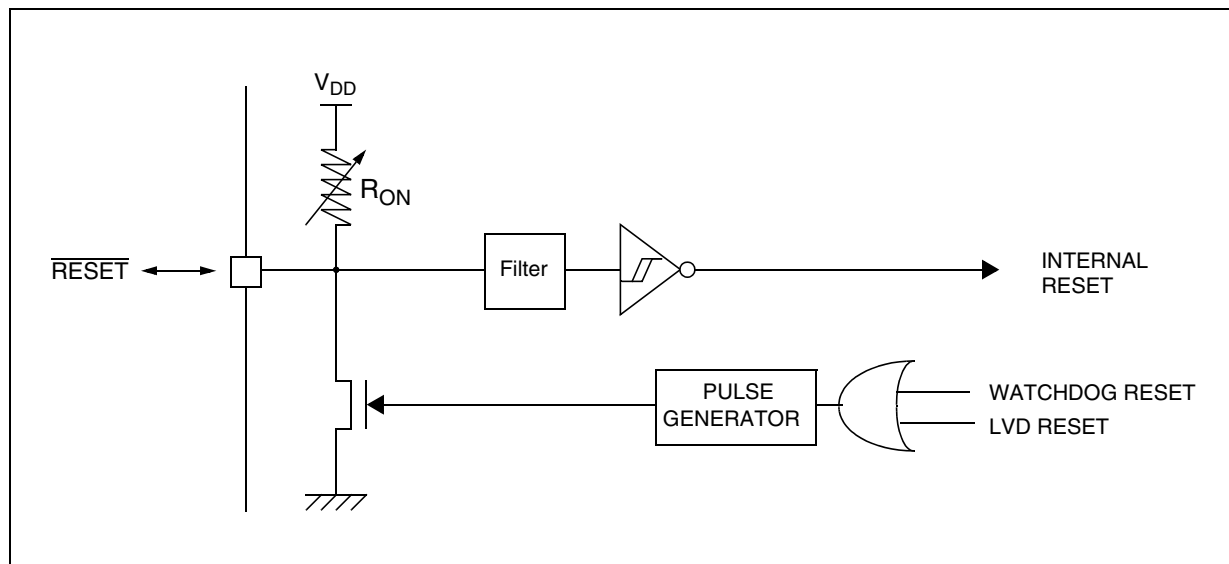 VDD
RON
RESET
Filter
INTERNAL
RESET
PULSE
GENERATOR
WATCHDOG RESET
LVD RESET